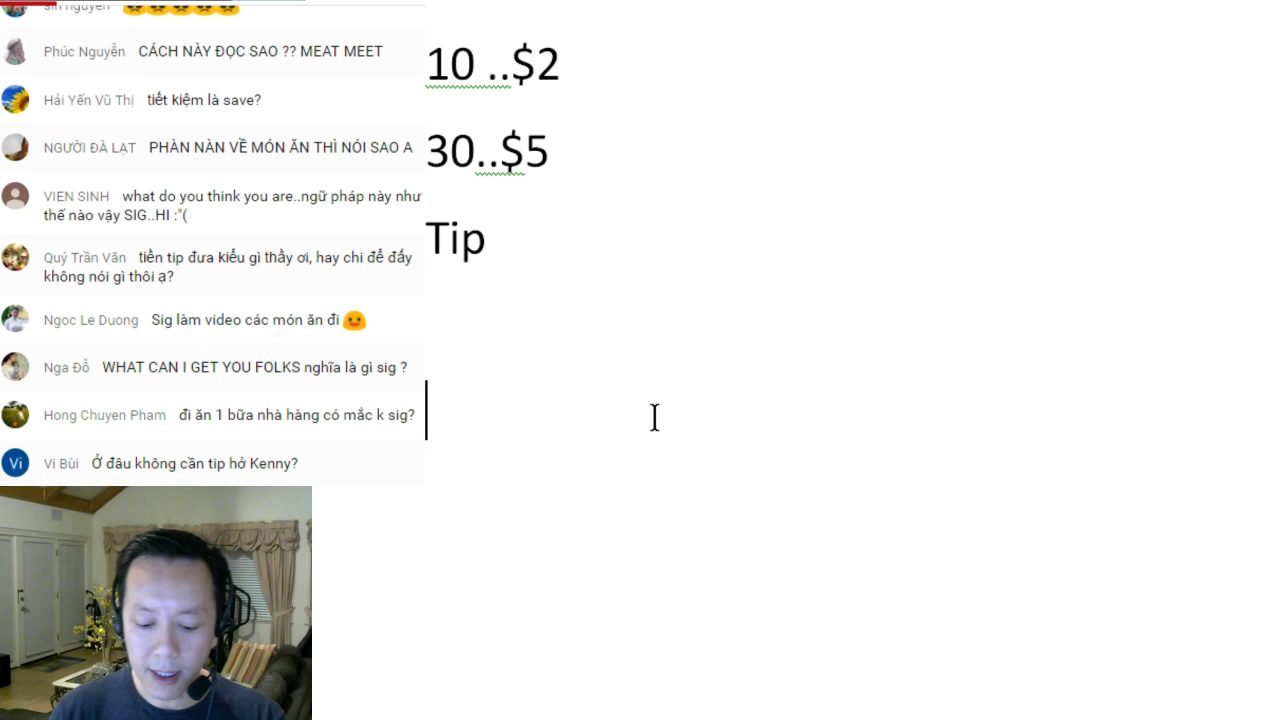 sin nguyen
Phúc Nguyễn CÁCH NÀY ĐỌC SAO ?? MEAT MEET
Hải Yến Vũ Thị tiết kiệm là save?
NGƯỜI ĐÀ LẠT PHÀN NÀN VỀ MÓN ĂN THÌ NÓI SAO A
VIEN SINH what do you think you are..ngữ pháp này như
thế nào vậy SIG..HI :"(
Quý Trần Văn tiền tip đưa kiểu gì thầy ơi, hay chi để đấy
không nói gì thôi ạ?
Ngoc Le Duong Sig làm video các món ăn đi
Nga Đỗ WHAT CAN I GET YOU FOLKS nghĩa là gì sig ?
Hong Chuyen Pham đi ăn 1 bữa nhà hàng có mắc k sig?
Vi Vi Bùi Ở đâu không cần tip hở Kenny?
10 ..$2
30..$5
Tip